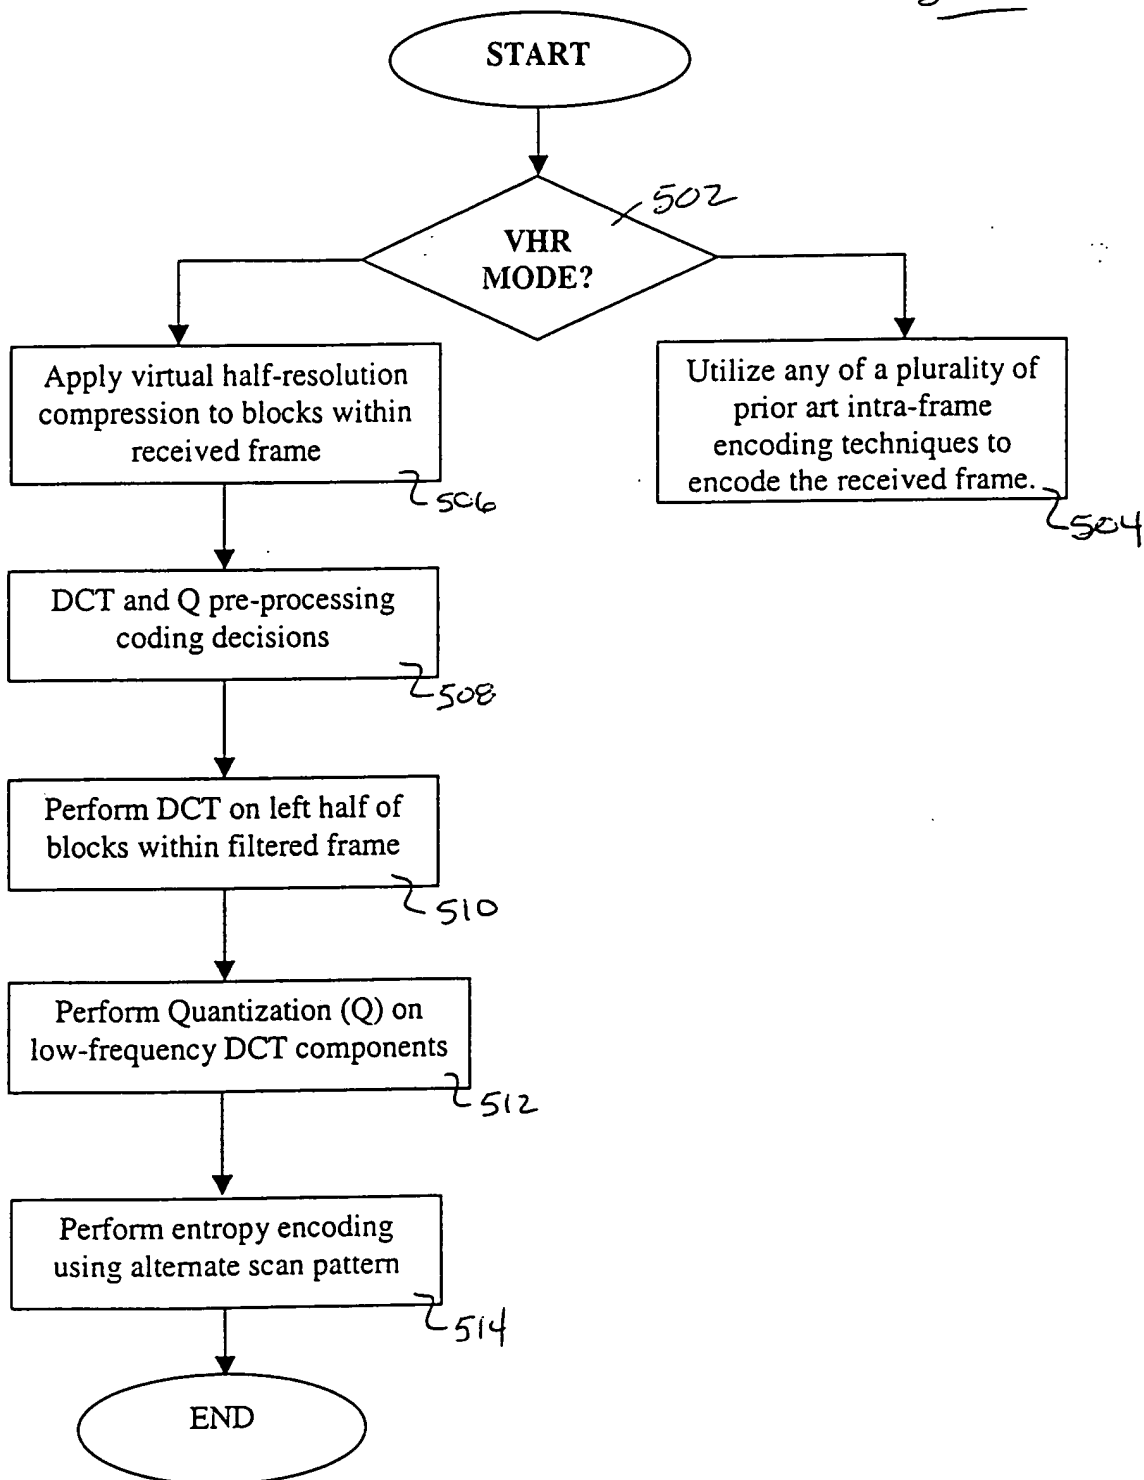 START
502
VHR
MODE?
Apply virtual half-resolution
compression to blocks within
received frame
506
Utilize any of a plurality of
prior art intra-frame
encoding techniques to
encode the received frame.
504
DCT and Q pre-processing
coding decisions
508
Perform DCT on left half of
blocks within filtered frame
510
Perform Quantization (Q) on
low-frequency DCT components
512
Perform entropy encoding
using alternate scan pattern
514
END